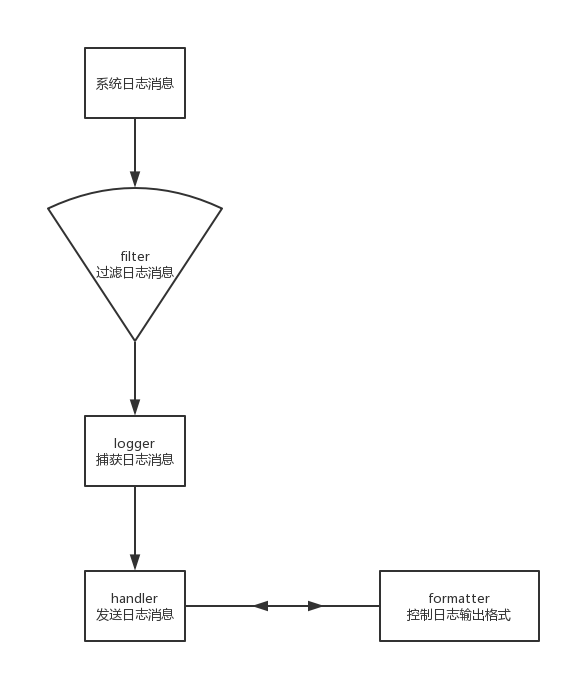 系统日志消息
filter
过滤日志消息
logger
捕获日志消息
handler
发送日志消息
formatter
控制日志输出格式